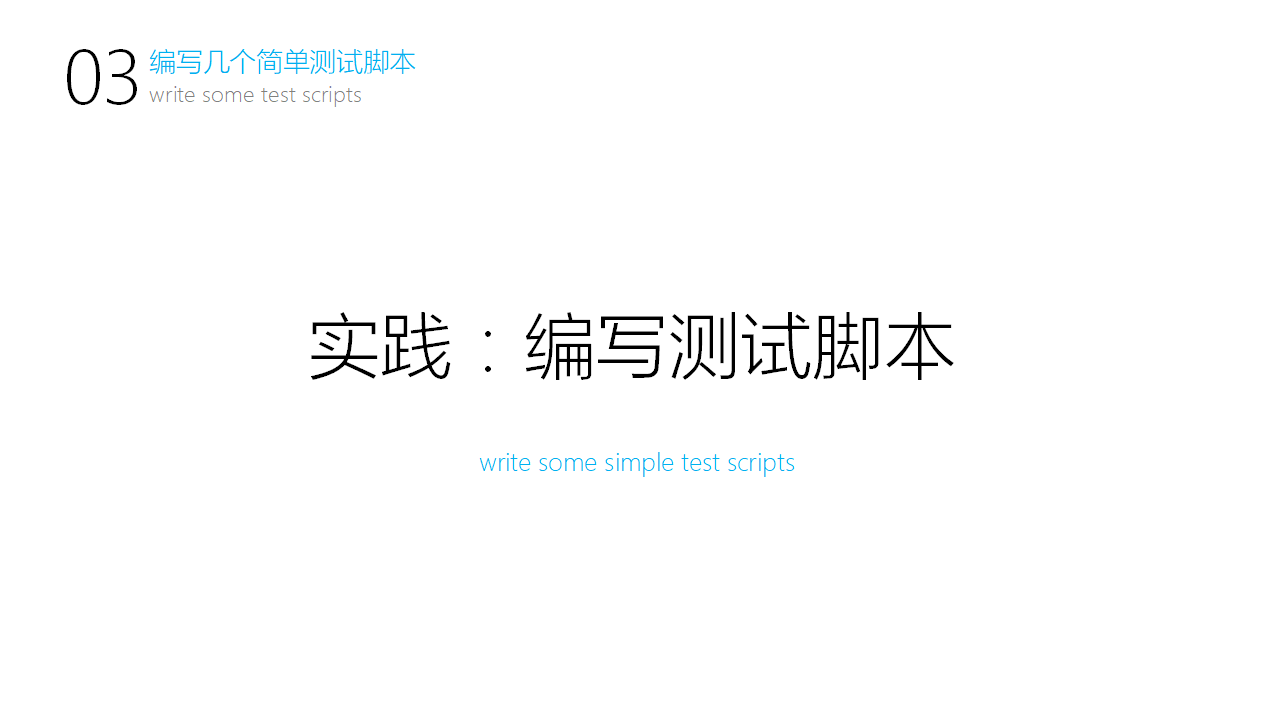 03
编写几个简单测试脚本
write some test scripts
实践：编写测试脚本
write some simple test scripts